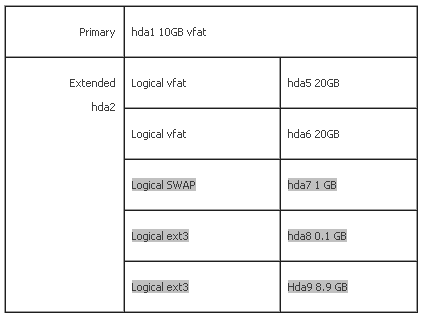 Primary hda1 10GB vfat
Extended Logical vfat hda5 20GB
hda2
Logical vfat hda6 20GB
Logical SWAP hda7 1 GB
Logical ext3 hda8 0.1 GB
Logical ext3 Hda9 8.9 GB